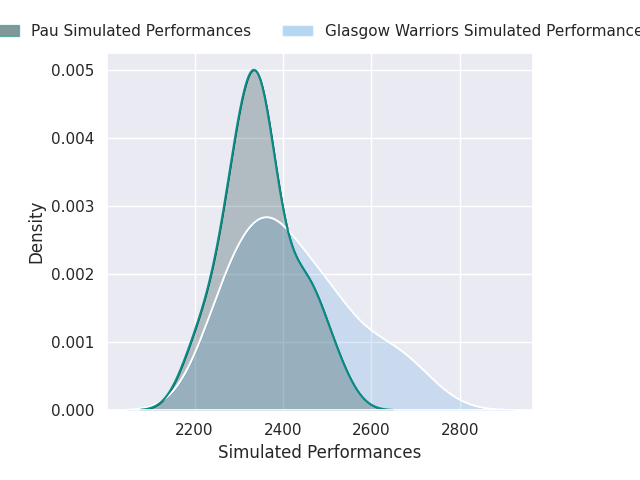 Pau Simulated Performances Glasgow Warriors Simulated Performance
0.005
0.004
0.003
0.002
0.001
0.000
Density
2200 2400 2600 2800
Simulated Performances